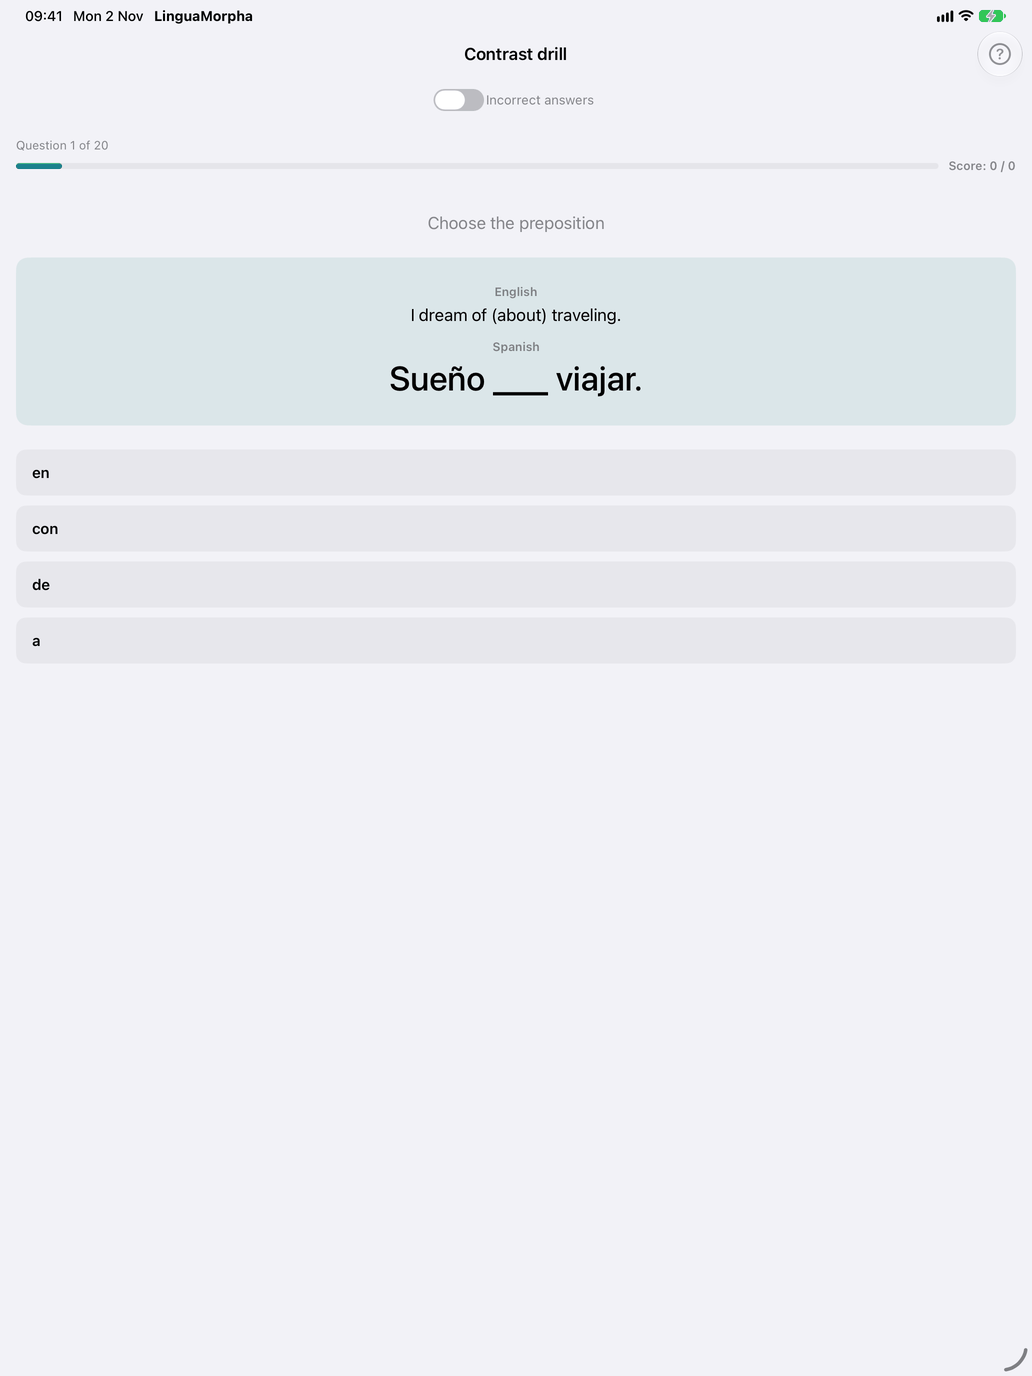 09:41 Mon 2 Nov LinguaMorpha
Contrast drill
?
Incorrect answers
Question 1 of 20
Score: 0 / 0
Choose the preposition
English
I dream of (about) traveling.
Spanish
Sueño ___ viajar.
en
con
de
a